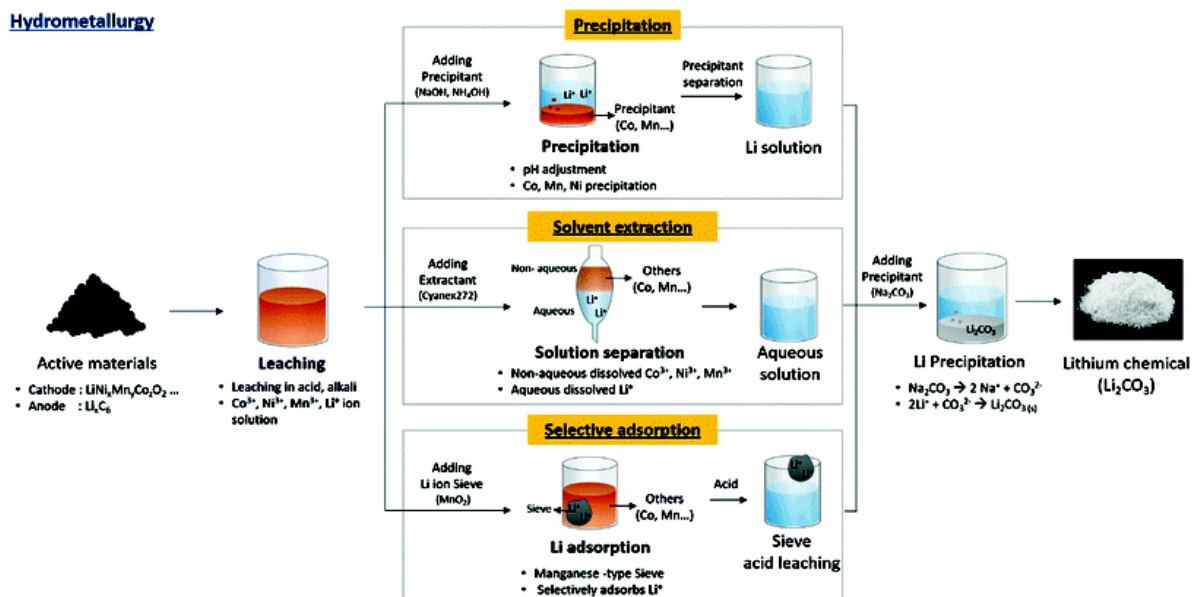 Hydrometallurgy
Precipitation
Adding
Precipitant
(NaOH, NH₄OH)
Li⁺ Li⁺
Precipitant
(Co, Mn...)
Precipitation
• pH adjustment
• Co, Mn, Ni precipitation
Precipitant
separation
Li solution
Solvent extraction
Adding
Extractant
(Cyanex272)
Non- aqueous
Li⁺
Li⁺
Aqueous
Others
(Co, Mn...)
Solution separation
• Non-aqueous dissolved Co³⁺, Ni³⁺, Mn³⁺
• Aqueous dissolved Li⁺
Aqueous
solution
Selective adsorption
Adding
Li ion Sieve
(MnO₂)
Sieve
Li⁺
Li⁺
Others
(Co, Mn...)
Li adsorption
• Manganese -type Sieve
• Selectively adsorbs Li⁺
Acid
Li⁺
Li⁺
Sieve
acid leaching
Active materials
• Cathode : LiNiₓMnᵧCo₂O₂ ...
• Anode : LiₓC₆
Leaching
• Leaching in acid, alkali
• Co³⁺, Ni³⁺, Mn³⁺, Li⁺ ion
solution
Adding
Precipitant
(Na₂CO₃)
Li₂CO₃
Li Precipitation
• Na₂CO₃ → 2 Na⁺ + CO₃²⁻
• 2Li⁺ + CO₃²⁻ → Li₂CO₃ (s)
Lithium chemical
(Li₂CO₃)